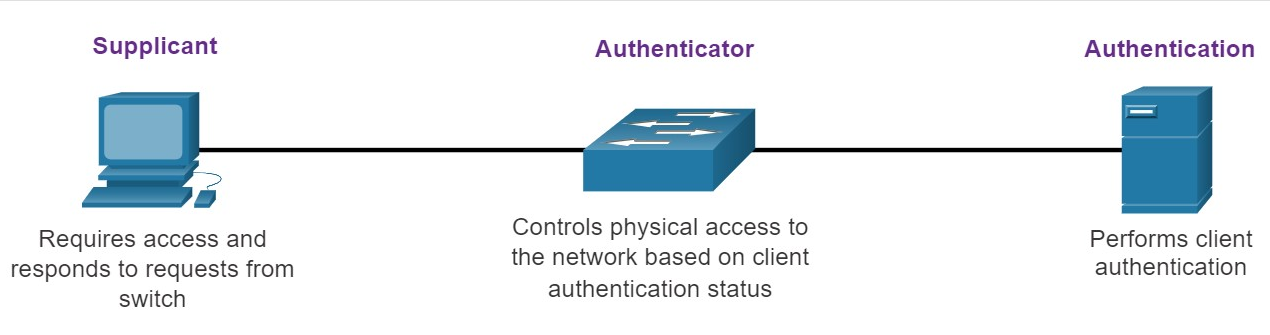 Supplicant
Authenticator
Authentication
Requires access and
responds to requests from
switch
Controls physical access to
the network based on client
authentication status
Performs client
authentication